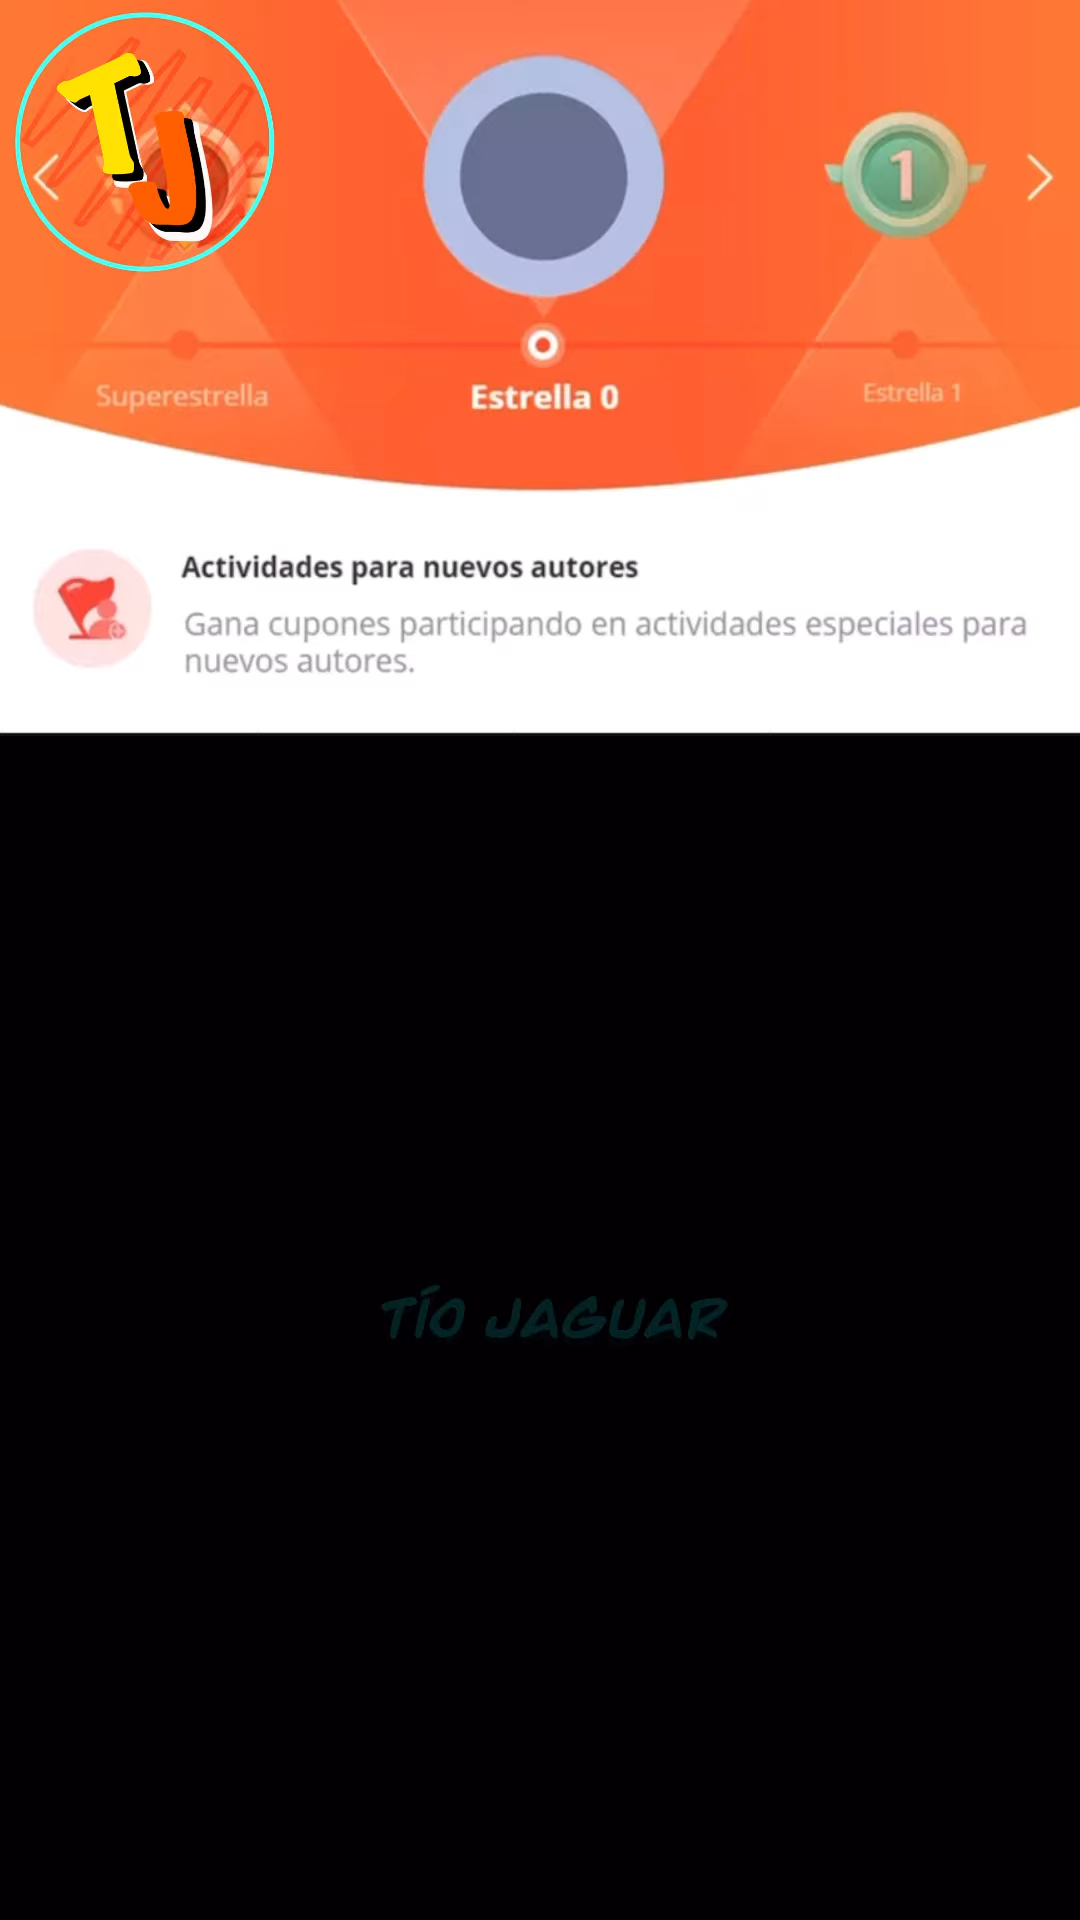 TJ
1
Superestrella
Estrella 0
Estrella 1
Actividades para nuevos autores
Gana cupones participando en actividades especiales para
nuevos autores.
TÍO JAGUAR